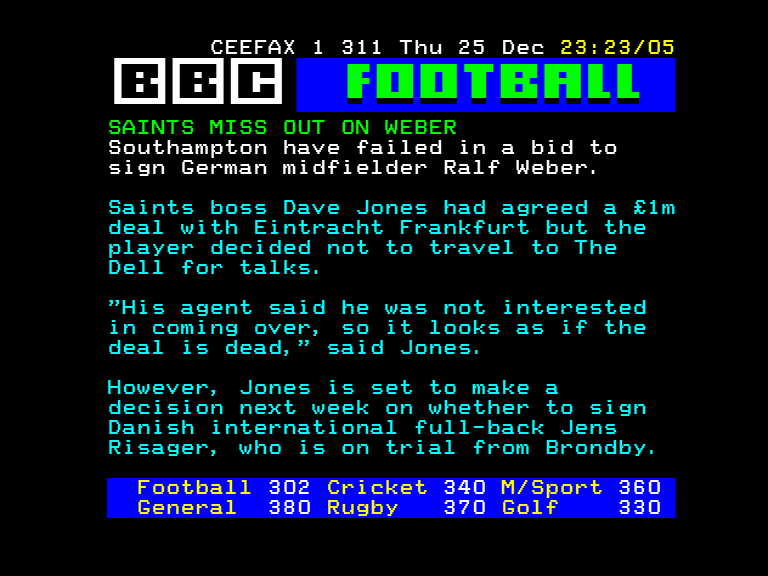 CEEFAX 1 311 Thu 25 Dec 23:23/05
BBC FOOTBALL
SAINTS MISS OUT ON WEBER
Southampton have failed in a bid to
sign German midfielder Ralf Weber.
Saints boss Dave Jones had agreed a £1m
deal with Eintracht Frankfurt but the
player decided not to travel to The
Dell for talks.
"His agent said he was not interested
in coming over, so it looks as if the
deal is dead," said Jones.
However, Jones is set to make a
decision next week on whether to sign
Danish international full-back Jens
Risager, who is on trial from Brondby.
Football 302 Cricket 340 M/Sport 360
General 380 Rugby 370 Golf 330